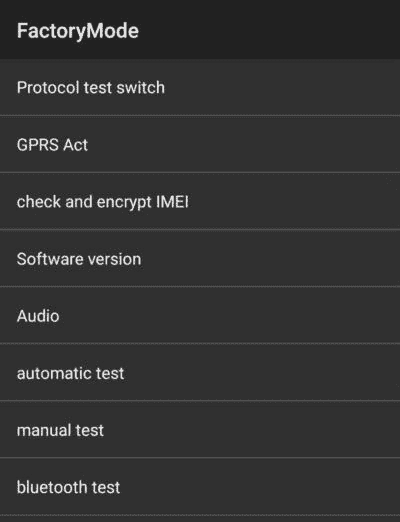 FactoryMode
Protocol test switch
GPRS Act
check and encrypt IMEI
Software version
Audio
automatic test
manual test
bluetooth test